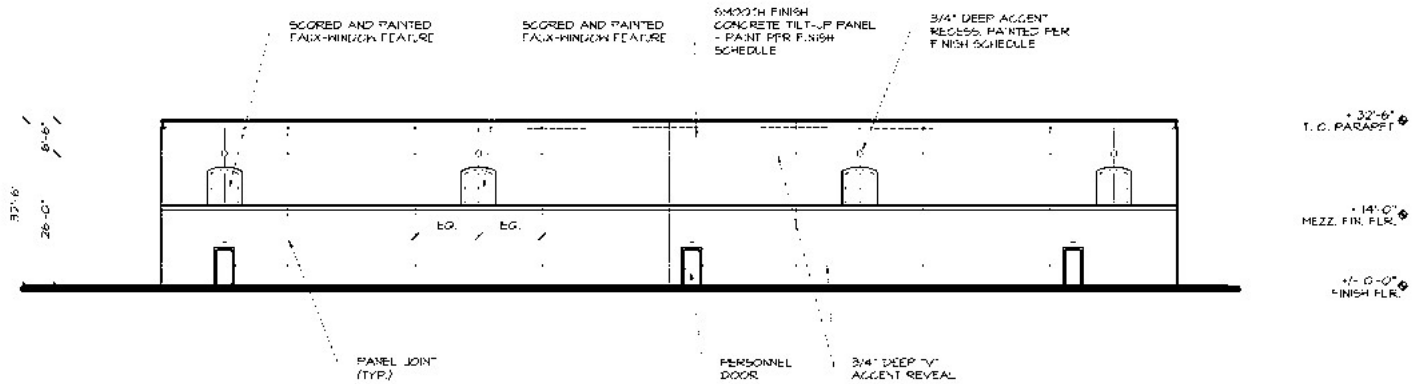 SCORED AND PAINTED
FAUX-WINDOW FEATURE
SCORED AND PAINTED
FAUX-WINDOW FEATURE
SMOOTH FINISH
CONCRETE TILT-UP PANEL
- PAINT PER FINISH
SCHEDULE
3/4" DEEP ACCENT
RECESS, PAINTED PER
FINISH SCHEDULE
6'-6"
32'-6"
26'-0"
+ 32'-6"
T. O. PARAPET
+ 14'-0"
MEZZ. FIN. FLR.
+/- 0'-0"
FINISH FLR.
EQ. EQ.
PANEL JOINT
(TYP.)
PERSONNEL
DOOR
3/4" DEEP "V"
ACCENT REVEAL